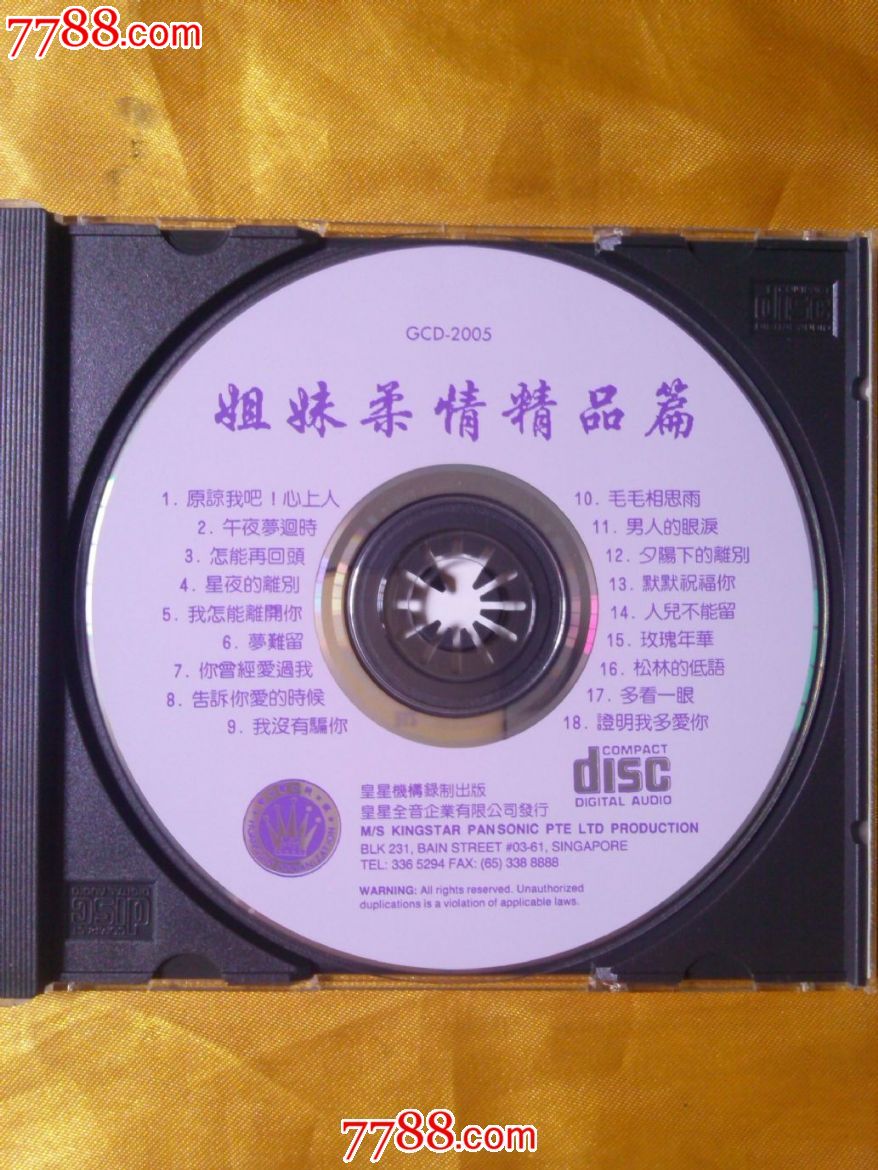 7788.com
COMPACT
disc
DIGITAL AUDIO
GCD-2005
姐妹柔情精品篇
1. 原諒我吧！心上人
2. 午夜夢迴時
3. 怎能再回頭
4. 星夜的離別
5. 我怎能離開你
6. 夢難留
7. 你曾經愛過我
8. 告訴你愛的時候
9. 我沒有騙你
10. 毛毛相思雨
11. 男人的眼淚
12. 夕陽下的離別
13. 默默祝福你
14. 人兒不能留
15. 玫瑰年華
16. 松林的低語
17. 多看一眼
18. 證明我多愛你
COMPACT
disc
DIGITAL AUDIO
皇星機構録制出版
皇星全音企業有限公司發行
M/S KINGSTAR PANSONIC PTE LTD PRODUCTION
BLK 231, BAIN STREET #03-61, SINGAPORE
TEL: 336 5294 FAX: (65) 338 8888
WARNING: All rights reserved. Unauthorized
duplications is a violation of applicable laws.
COMPACT
disc
DIGITAL AUDIO
7788.com